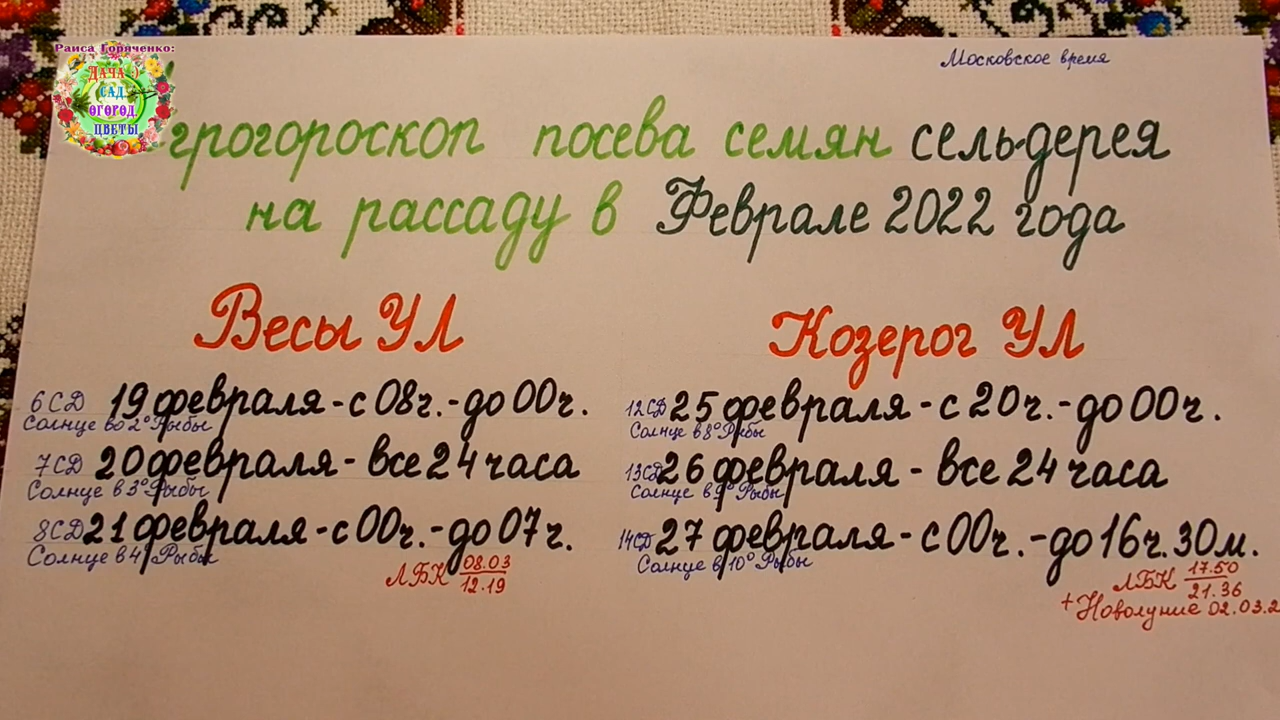 Раиса Горяченко:
ДАЧА :)
САД,
ОГОРОД,
ЦВЕТЫ
Московское время
грогороскоп посева семян сельдерея
на рассаду в Феврале 2022 года
Весы УЛ
6СД 19 февраля - с 08ч. - до 00ч.
Солнце во 2° Рыбы
7СД 20 февраля - все 24 часа
Солнце в 3° Рыбы
8СД 21 февраля - с 00ч. - до 07ч.
Солнце в 4 Рыбы
ЛБК 08.03
12.19
Козерог УЛ
12СД 25 февраля - с 20ч. - до 00ч.
Солнце в 8° Рыбы
13СД 26 февраля - все 24 часа
Солнце в 9° Рыбы
14СД 27 февраля - с 00ч. - до 16ч. 30м.
Солнце в 10° Рыбы
ЛБК 17.50
21.36
+Новолуние 02.03.2